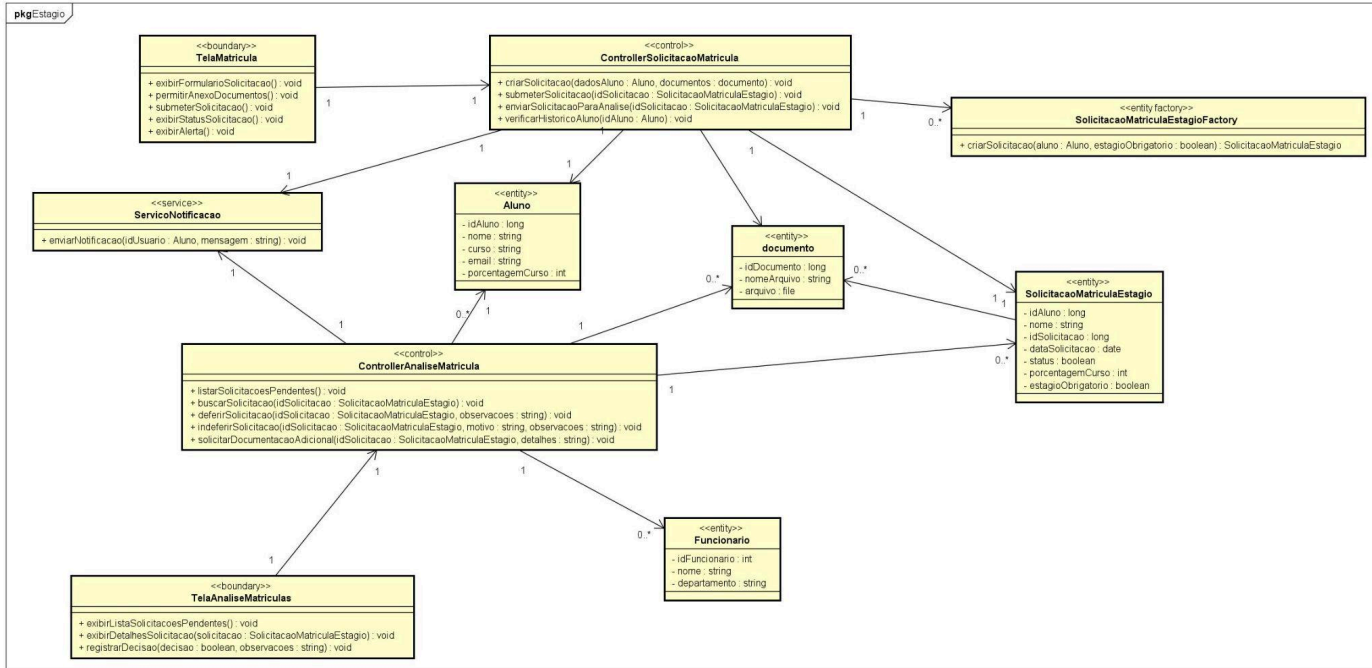 pkg Estagio
<<boundary>>
TelaMatricula
+ exibirFormularioSolicitacao() : void
+ permitirAnexoDocumentos() : void
+ submeterSolicitacao() : void
+ exibirStatusSolicitacao() : void
+ exibirAlerta() : void
1
1
<<control>>
ControllerSolicitacaoMatricula
+ criarSolicitacao(dadosAluno : Aluno, documentos : documento) : void
+ submeterSolicitacao(idSolicitacao : SolicitacaoMatriculaEstagio) : void
+ enviarSolicitacaoParaAnalise(idSolicitacao : SolicitacaoMatriculaEstagio) : void
+ verificarHistoricoAluno(idAluno : Aluno) : void
1
0..*
<<entity factory>>
SolicitacaoMatriculaEstagioFactory
+ criarSolicitacao(aluno : Aluno, estagioObrigatorio : boolean) : SolicitacaoMatriculaEstagio
1
1
1
1
1
<<service>>
ServicoNotificacao
+ enviarNotificacao(idUsuario : Aluno, mensagem : string) : void
1
1
<<entity>>
Aluno
- idAluno : long
- nome : string
- curso : string
- email : string
- porcentagemCurso : int
0..*
1
<<entity>>
documento
- idDocumento : long
- nomeArquivo : string
- arquivo : file
0..*
0..*
1
1
1
<<entity>>
SolicitacaoMatriculaEstagio
- idAluno : long
- nome : string
- idSolicitacao : long
- dataSolicitacao : date
- status : boolean
- porcentagemCurso : int
- estagioObrigatorio : boolean
0..*
1
<<control>>
ControllerAnaliseMatricula
+ listarSolicitacoesPendentes() : void
+ buscarSolicitacao(idSolicitacao : SolicitacaoMatriculaEstagio) : void
+ deferirSolicitacao(idSolicitacao : SolicitacaoMatriculaEstagio, observacoes : string) : void
+ indeferirSolicitacao(idSolicitacao : SolicitacaoMatriculaEstagio, motivo : string, observacoes : string) : void
+ solicitarDocumentacaoAdicional(idSolicitacao : SolicitacaoMatriculaEstagio, detalhes : string) : void
1
1
0..*
<<entity>>
Funcionario
- idFuncionario : int
- nome : string
- departamento : string
1
<<boundary>>
TelaAnaliseMatriculas
+ exibirListaSolicitacoesPendentes() : void
+ exibirDetalhesSolicitacao(solicitacao : SolicitacaoMatriculaEstagio) : void
+ registrarDecisao(decisao : boolean, observacoes : string) : void